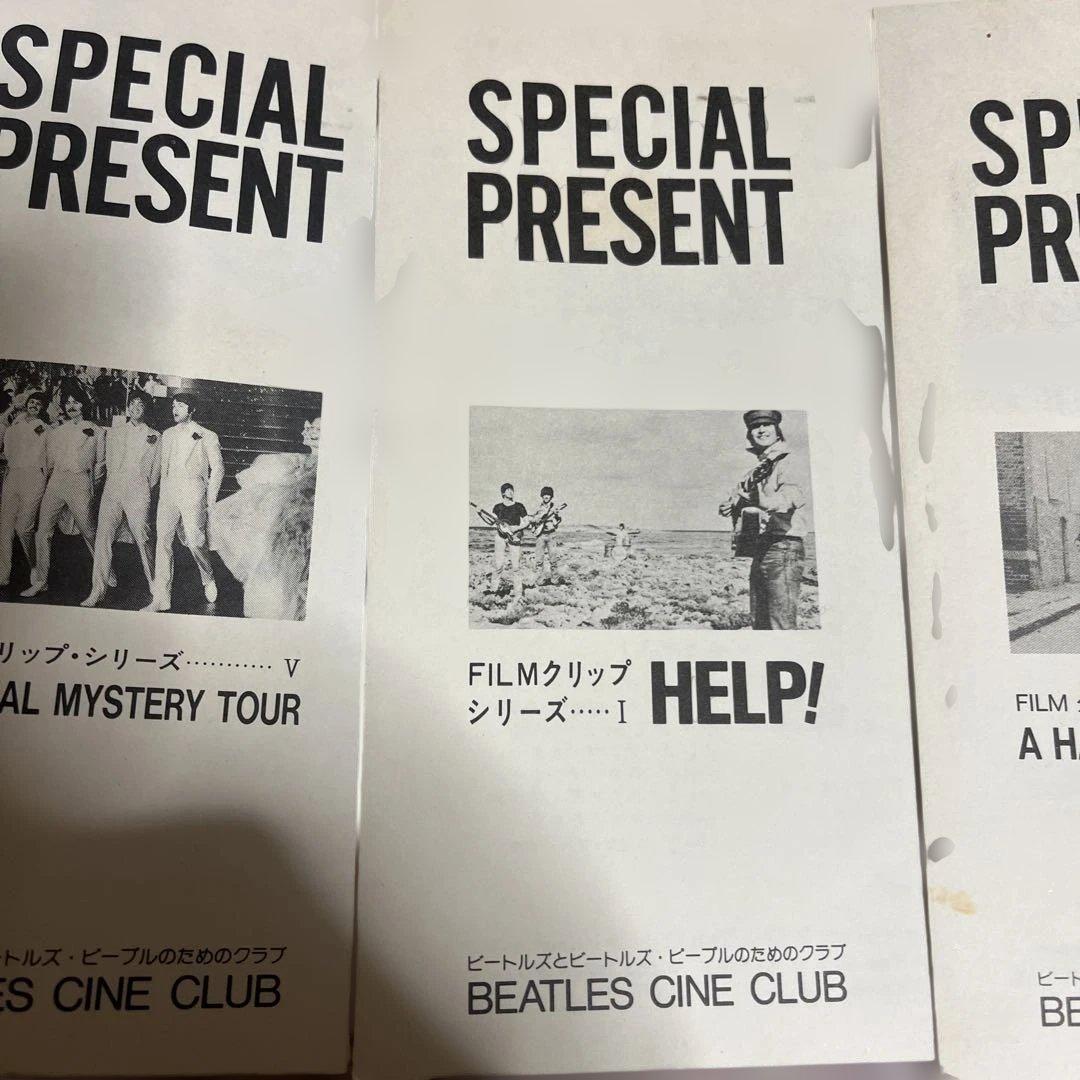 SPECIAL
PRESENT
リップ・シリーズ………… V
AL MYSTERY TOUR
ートルズ・ピープルのためのクラブ
ES CINE CLUB
SPECIAL
PRESENT
FILMクリップ
シリーズ‥‥‥I HELP!
ビートルズとビートルズ・ピープルのためのクラブ
BEATLES CINE CLUB
SP
PR
FILM
A HA
ビート
BE